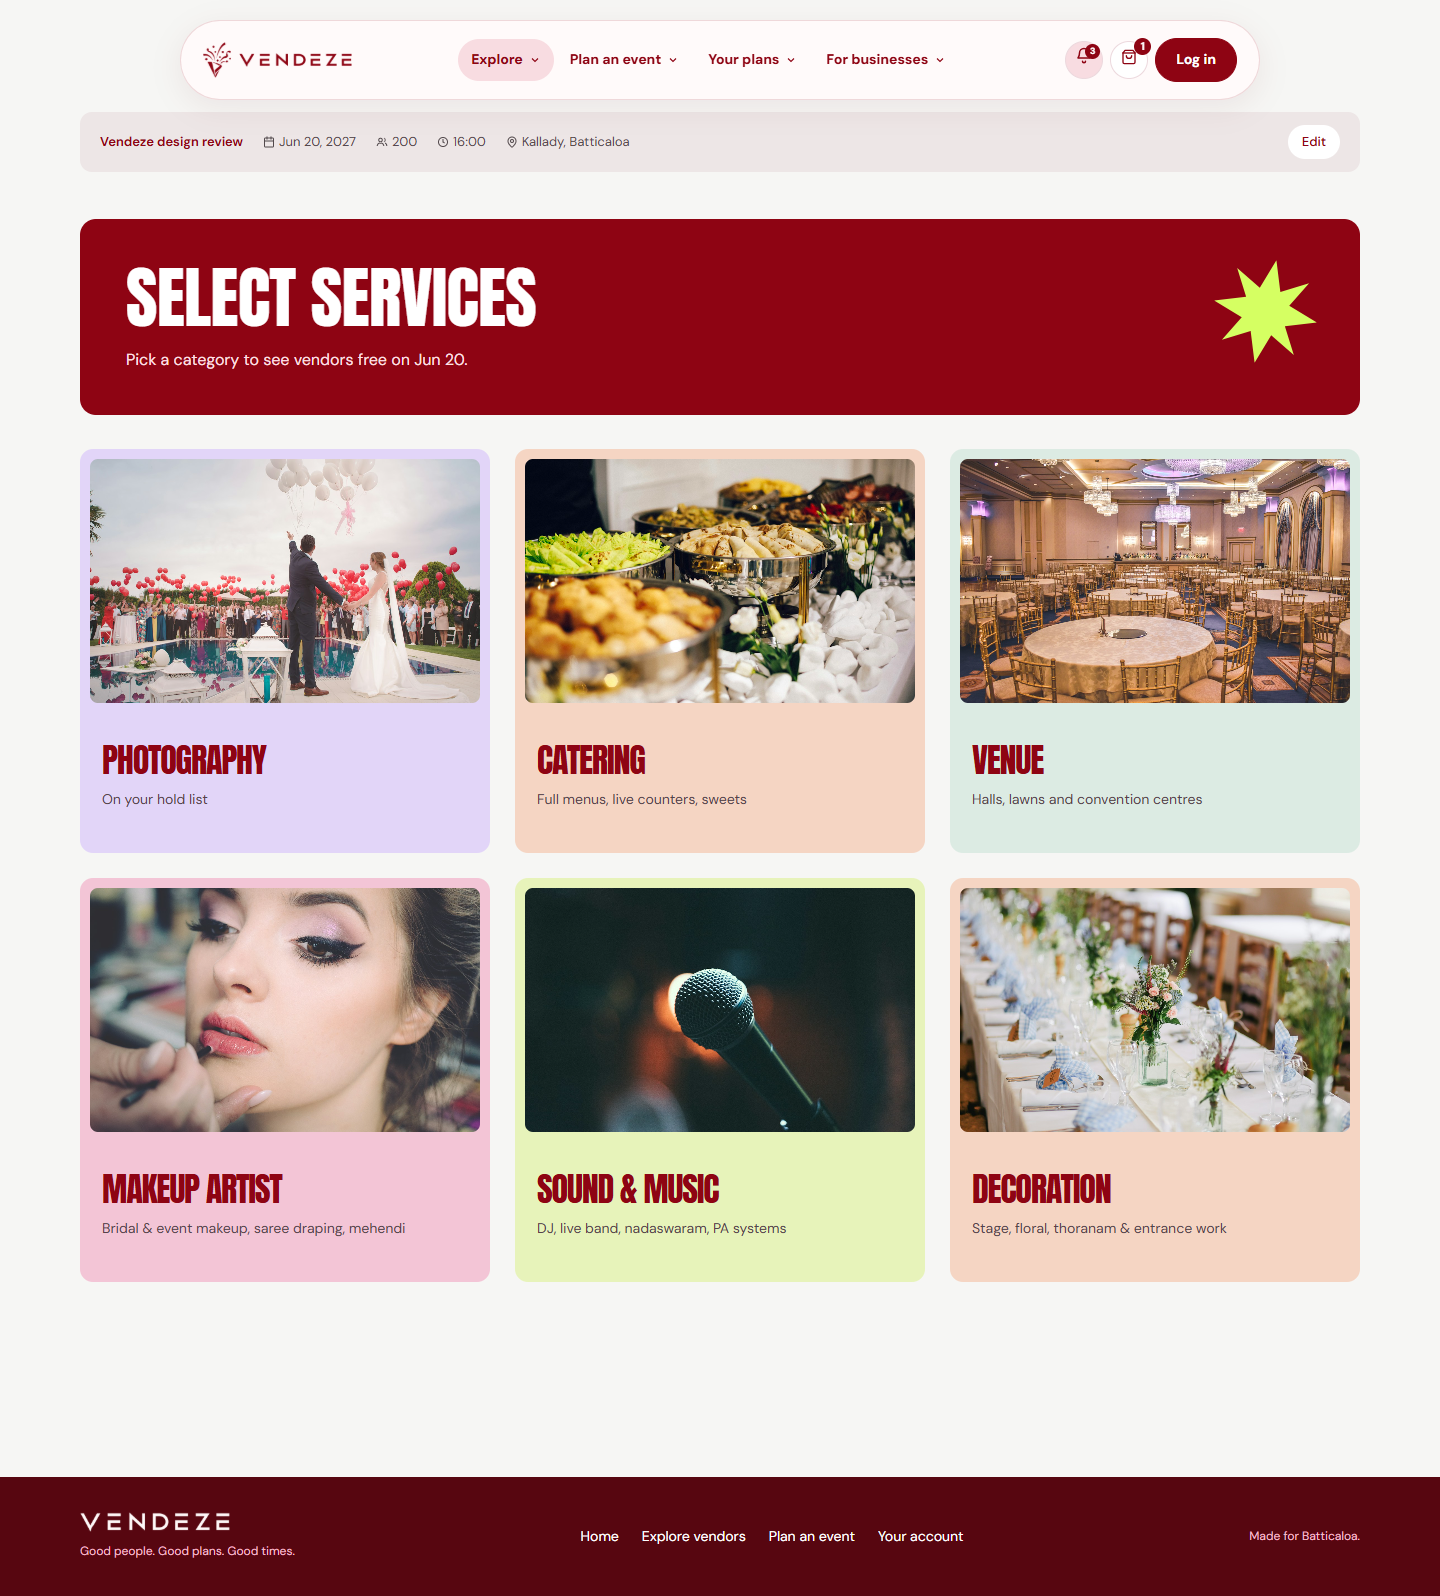 VENDEZE
Explore
Plan an event
Your plans
For businesses
3
1
Log in
Vendeze design review
Jun 20, 2027
200
16:00
Kallady, Batticaloa
Edit
SELECT SERVICES
Pick a category to see vendors free on Jun 20.
PHOTOGRAPHY
On your hold list
CATERING
Full menus, live counters, sweets
VENUE
Halls, lawns and convention centres
MAKEUP ARTIST
Bridal & event makeup, saree draping, mehendi
SOUND & MUSIC
DJ, live band, nadaswaram, PA systems
DECORATION
Stage, floral, thoranam & entrance work
VENDEZE
Good people. Good plans. Good times.
Home
Explore vendors
Plan an event
Your account
Made for Batticaloa.